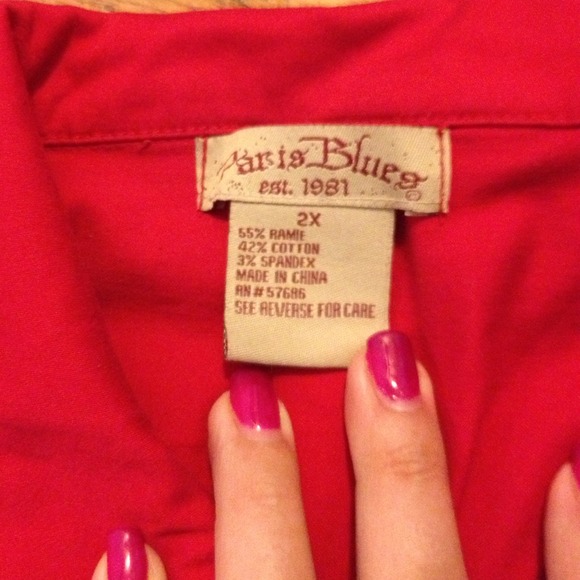 Paris Blues
est. 1981
©
2X
55% RAMIE
42% COTTON
3% SPANDEX
MADE IN CHINA
RN # 57686
SEE REVERSE FOR CARE